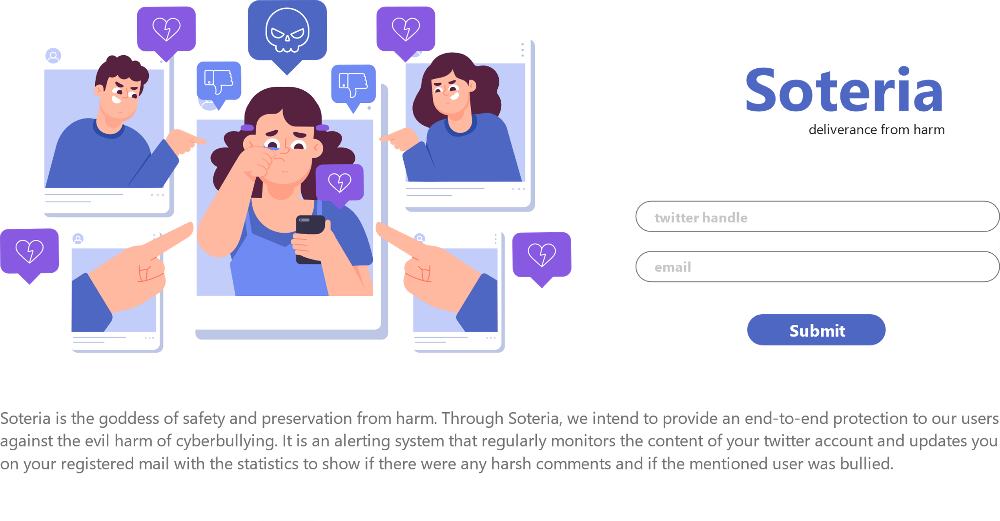 Soteria
deliverance from harm
twitter handle
email
Submit
Soteria is the goddess of safety and preservation from harm. Through Soteria, we intend to provide an end-to-end protection to our users
against the evil harm of cyberbullying. It is an alerting system that regularly monitors the content of your twitter account and updates you
on your registered mail with the statistics to show if there were any harsh comments and if the mentioned user was bullied.